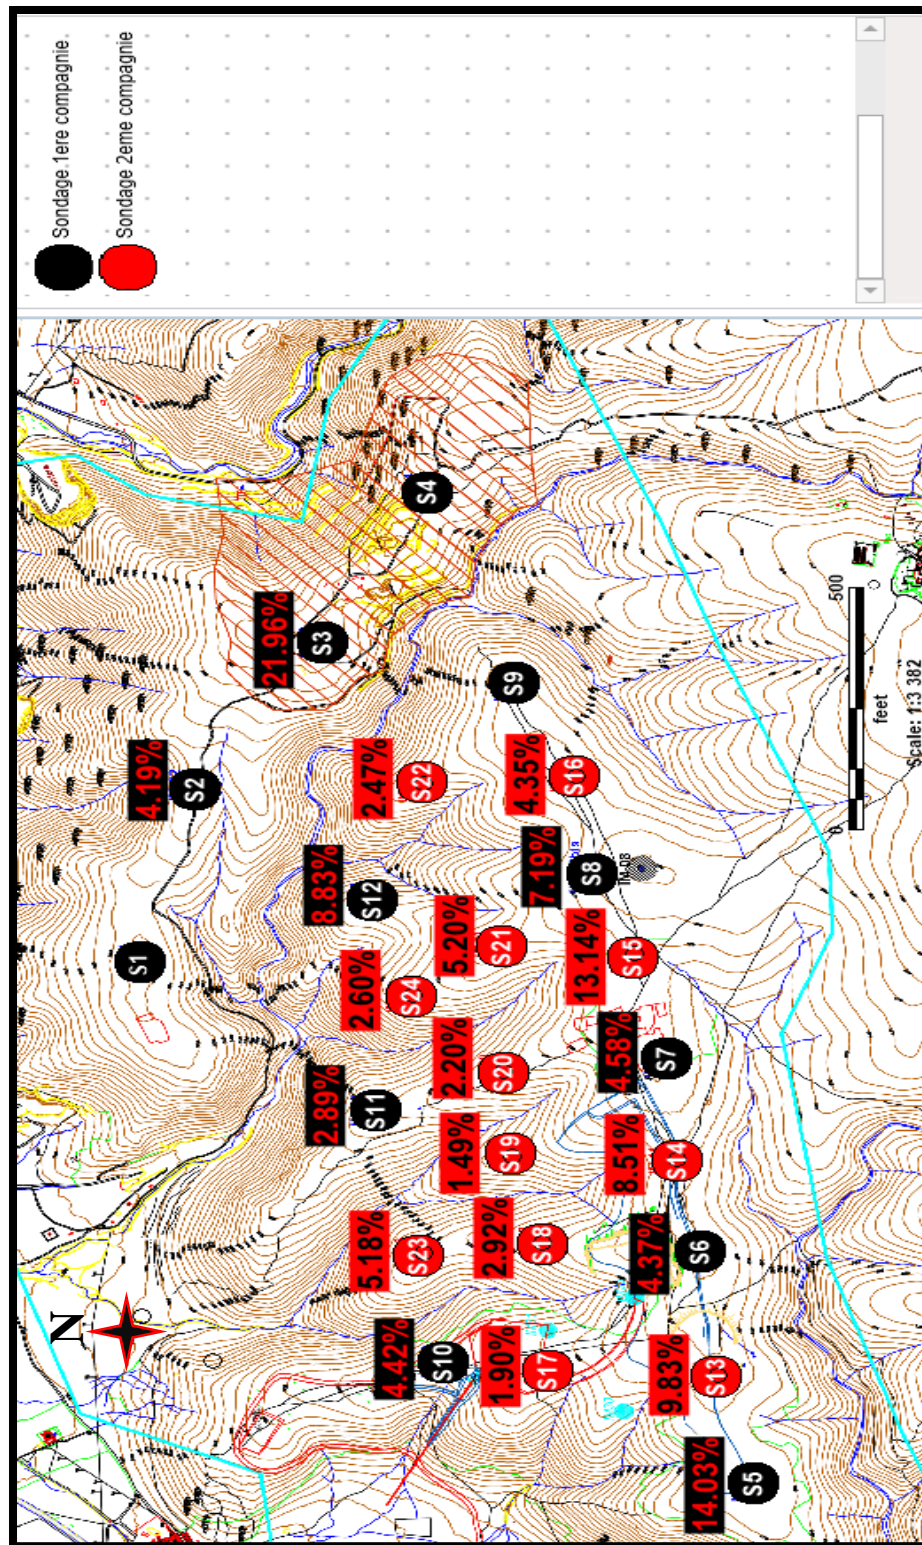 Sondage 1ere compagnie
Sondage 2eme compagnie
N
S1
4.19%
S2
21.96%
S3
S4
2.89%
S11
8.83%
S12
2.60%
S24
2.47%
S22
4.42%
S10
5.18%
S23
1.49%
S19
2.20%
S20
5.20%
S21
S9
1.90%
S17
2.92%
S18
7.19%
S8
TM-08
4.35%
S16
13.14%
S15
4.58%
S7
8.51%
S14
4.37%
S6
9.83%
S13
14.03%
S5
0
500
feet
Scale: 1:3 382